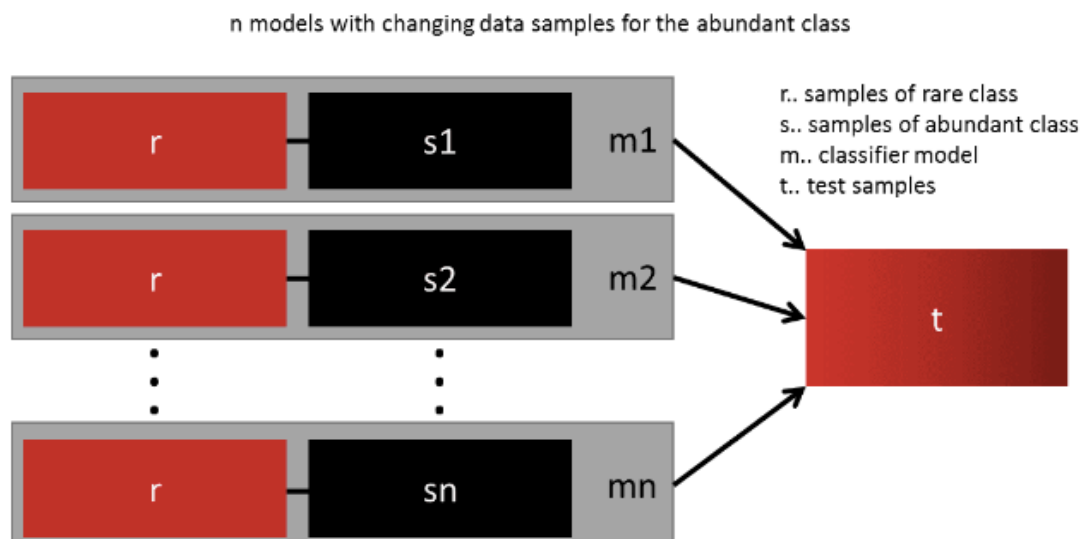 n models with changing data samples for the abundant class
r.. samples of rare class
s.. samples of abundant class
m.. classifier model
t.. test samples
r s1 m1
r s2 m2
t
r sn mn